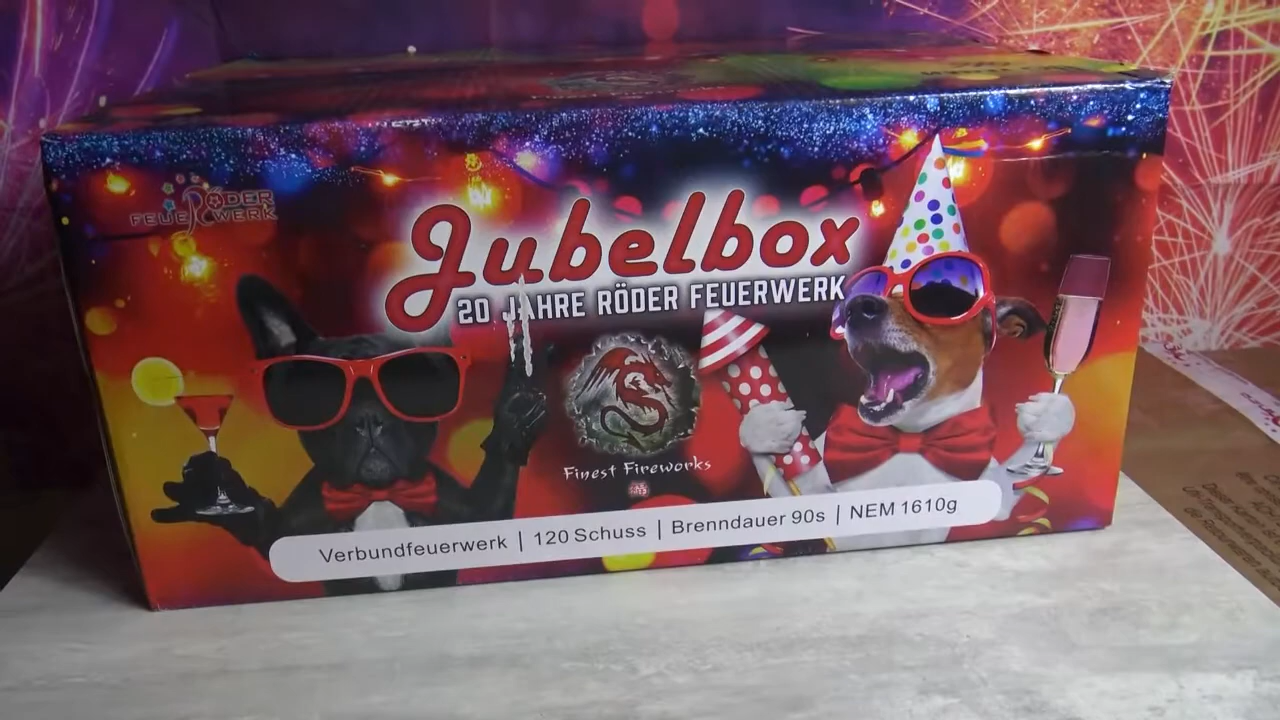 RÖDER
FEUERWERK
Jubelbox
20 JAHRE RÖDER FEUERWERK
Finest Fireworks
Verbundfeuerwerk | 120 Schuss | Brenndauer 90s | NEM 1610g